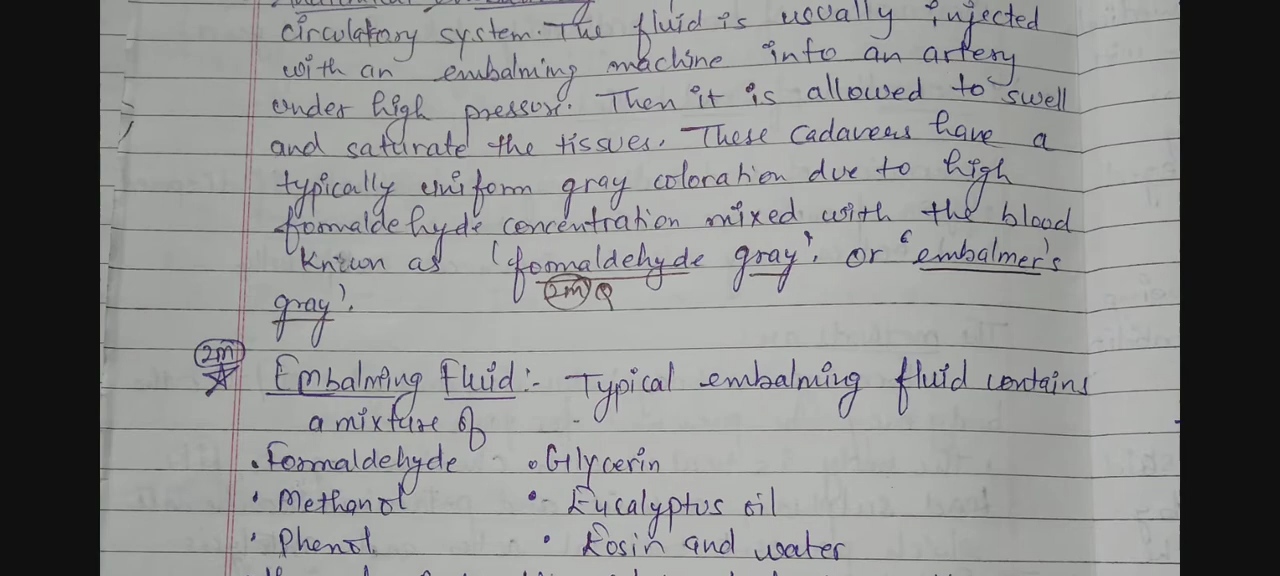 circulatory system. The fluid is usually injected
with an embalming machine into an artery
under high pressure. Then it is allowed to swell
and saturate the tissues. These cadavers have a
typically uniform gray coloration due to high
formaldehyde concentration mixed with the blood
known as 'formaldehyde gray'. or 'embalmer's
2m Q
gray'.
2m
Embalming Fluid:- Typical embalming fluid contains
a mixture of
• Formaldehyde • Glycerin
• Methanol • Eucalyptus oil
• Phenol • Eosin and water